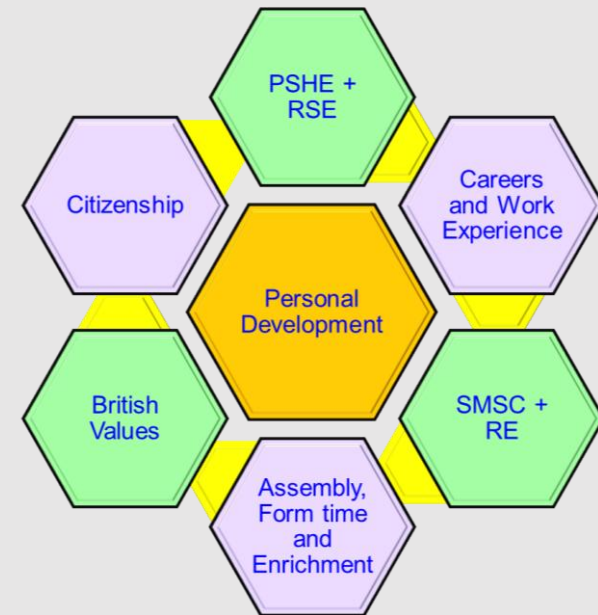 PSHE +
RSE
Careers
and Work
Experience
SMSC +
RE
Assembly,
Form time
and
Enrichment
British
Values
Citizenship
Personal
Development